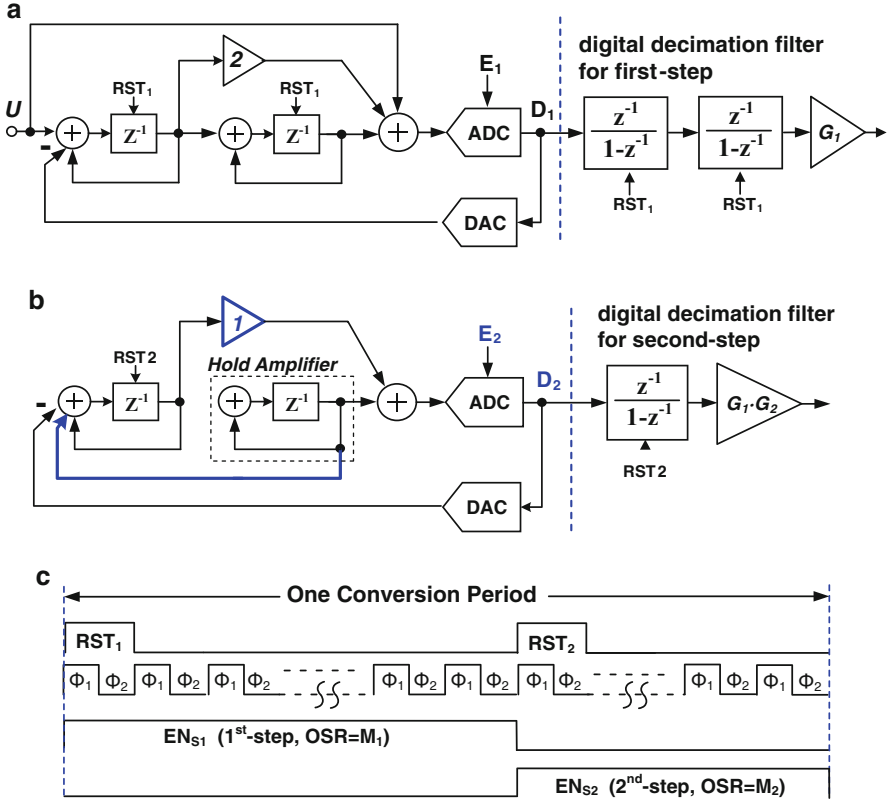 a
digital decimation filter
for first-step
2
E₁
U
RST₁
RST₁
D₁
+
Z⁻¹
+
Z⁻¹
+
ADC
z⁻¹
1-z⁻¹
z⁻¹
1-z⁻¹
G₁
-
RST₁
RST₁
DAC
b
digital decimation filter
for second-step
1
E₂
RST2
Hold Amplifier
D₂
-
+
Z⁻¹
+
Z⁻¹
+
ADC
z⁻¹
1-z⁻¹
G₁·G₂
RST2
DAC
c
One Conversion Period
RST₁
RST₂
Φ₁ Φ₂ Φ₁ Φ₂ Φ₁ Φ₂ Φ₁ Φ₂ Φ₁ Φ₂ Φ₁ Φ₂ Φ₁ Φ₂ Φ₁ Φ₂
EN_S1 (1ˢᵗ-step, OSR=M₁)
EN_S2 (2ⁿᵈ-step, OSR=M₂)